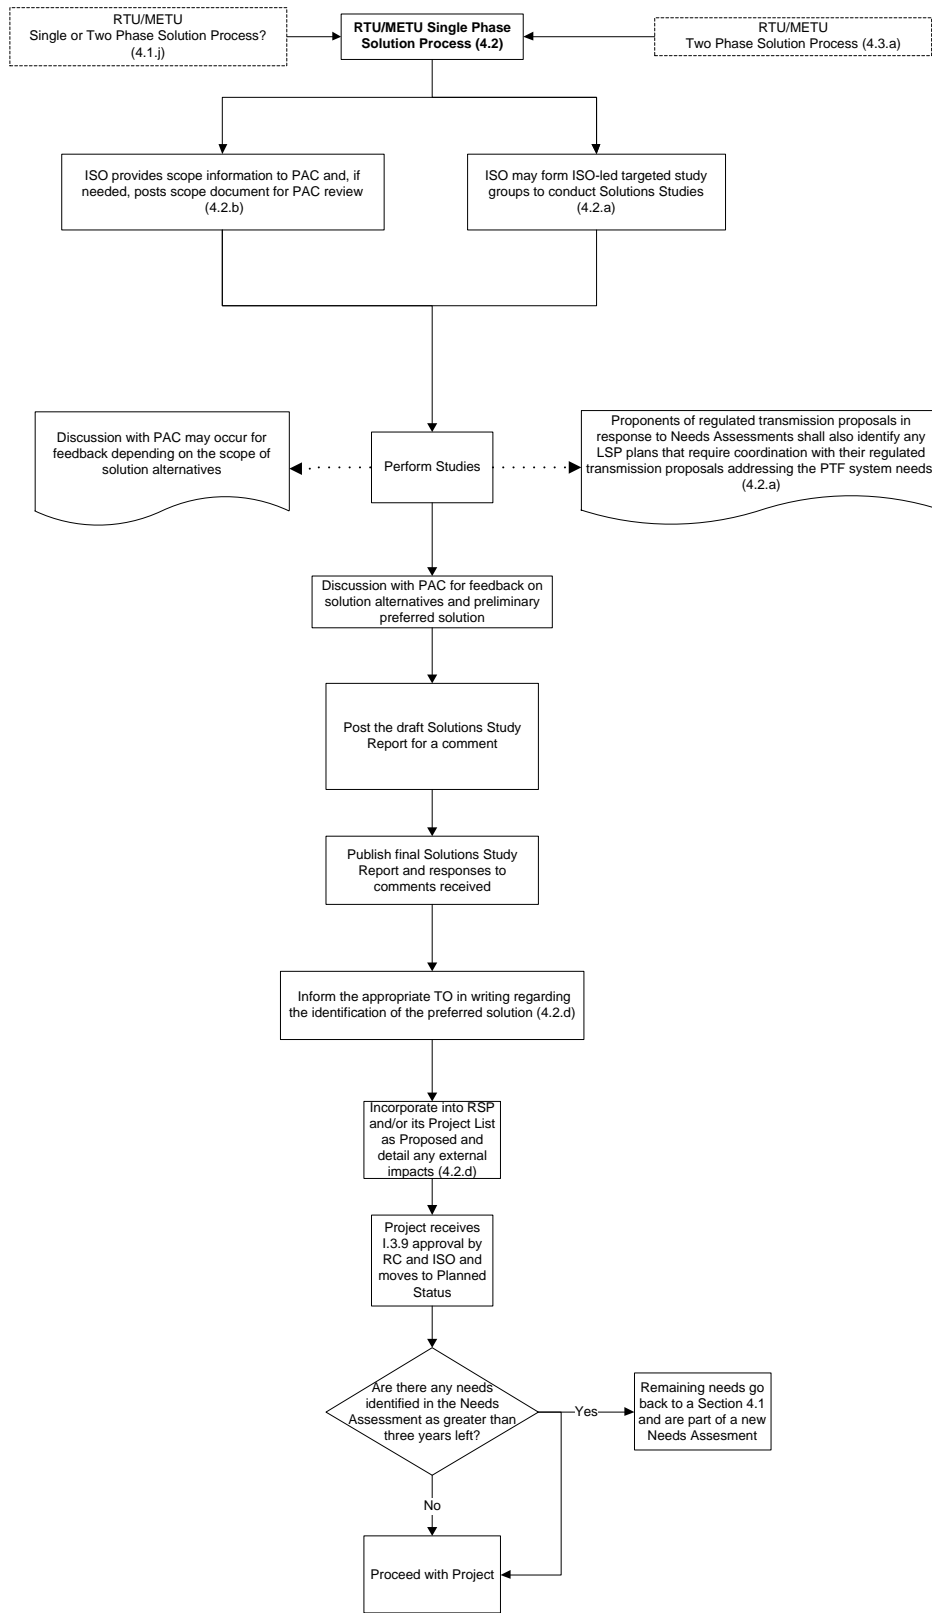 RTU/METU
Single or Two Phase Solution Process?
(4.1.j)
RTU/METU Single Phase
Solution Process (4.2)
RTU/METU
Two Phase Solution Process (4.3.a)
ISO provides scope information to PAC and, if
needed, posts scope document for PAC review
(4.2.b)
ISO may form ISO-led targeted study
groups to conduct Solutions Studies
(4.2.a)
Discussion with PAC may occur for
feedback depending on the scope of
solution alternatives
Perform Studies
Proponents of regulated transmission proposals in
response to Needs Assessments shall also identify any
LSP plans that require coordination with their regulated
transmission proposals addressing the PTF system needs
(4.2.a)
Discussion with PAC for feedback on
solution alternatives and preliminary
preferred solution
Post the draft Solutions Study
Report for a comment
Publish final Solutions Study
Report and responses to
comments received
Inform the appropriate TO in writing regarding
the identification of the preferred solution (4.2.d)
Incorporate into RSP
and/or its Project List
as Proposed and
detail any external
impacts (4.2.d)
Project receives
I.3.9 approval by
RC and ISO and
moves to Planned
Status
Are there any needs
identified in the Needs
Assessment as greater than
three years left?
Yes
Remaining needs go
back to a Section 4.1
and are part of a new
Needs Assesment
No
Proceed with Project